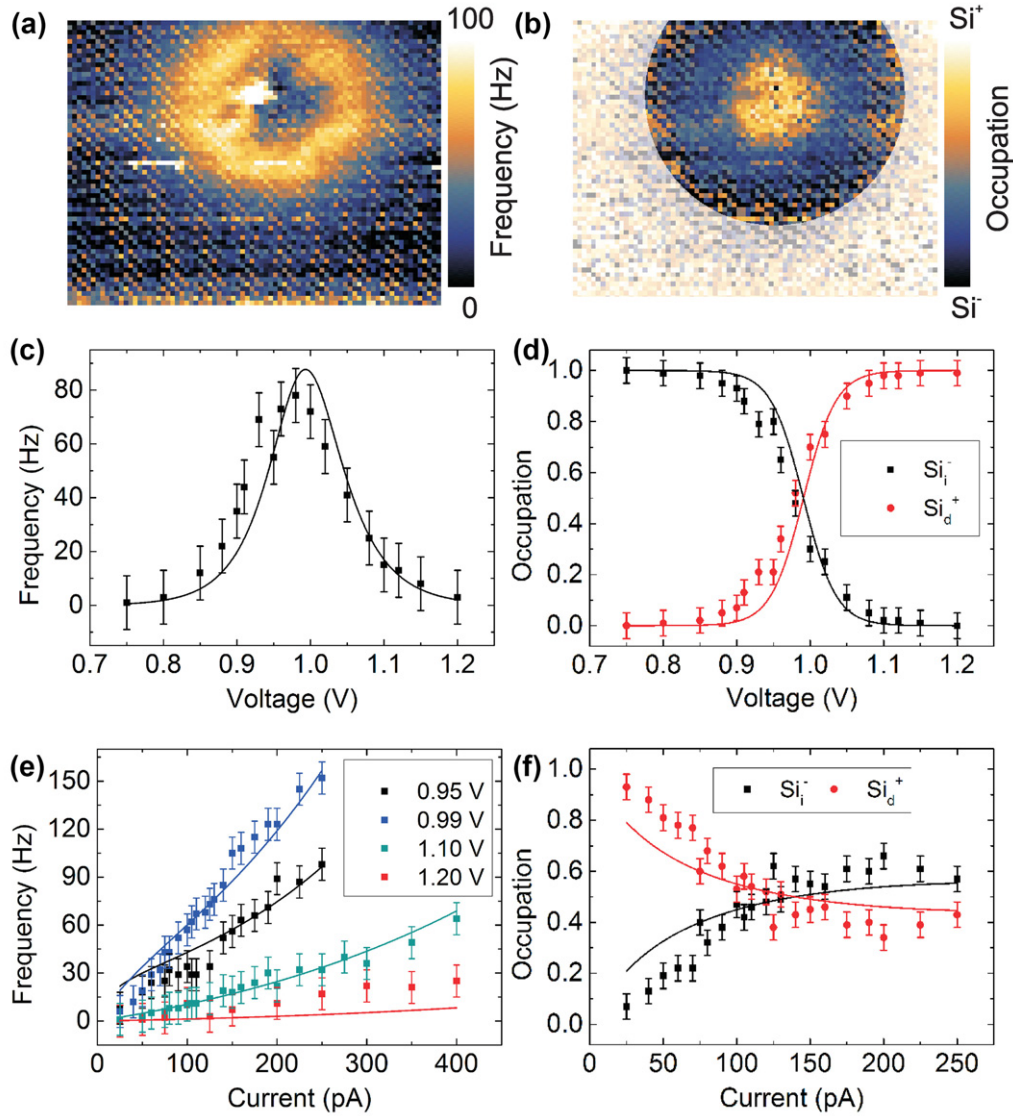 (a)
100
Frequency (Hz)
0
(b)
Si⁺
Occupation
Si⁻
(c)
80
60
40
20
0
Frequency (Hz)
0.7 0.8 0.9 1.0 1.1 1.2
Voltage (V)
(d)
1.0
0.8
0.6
0.4
0.2
0.0
Occupation
Siᵢ⁻
Si_d⁺
0.7 0.8 0.9 1.0 1.1 1.2
Voltage (V)
(e)
150
120
90
60
30
0
Frequency (Hz)
0.95 V
0.99 V
1.10 V
1.20 V
0 100 200 300 400
Current (pA)
(f)
1.0
0.8
0.6
0.4
0.2
0.0
Occupation
Siᵢ⁻ Si_d⁺
0 50 100 150 200 250
Current (pA)